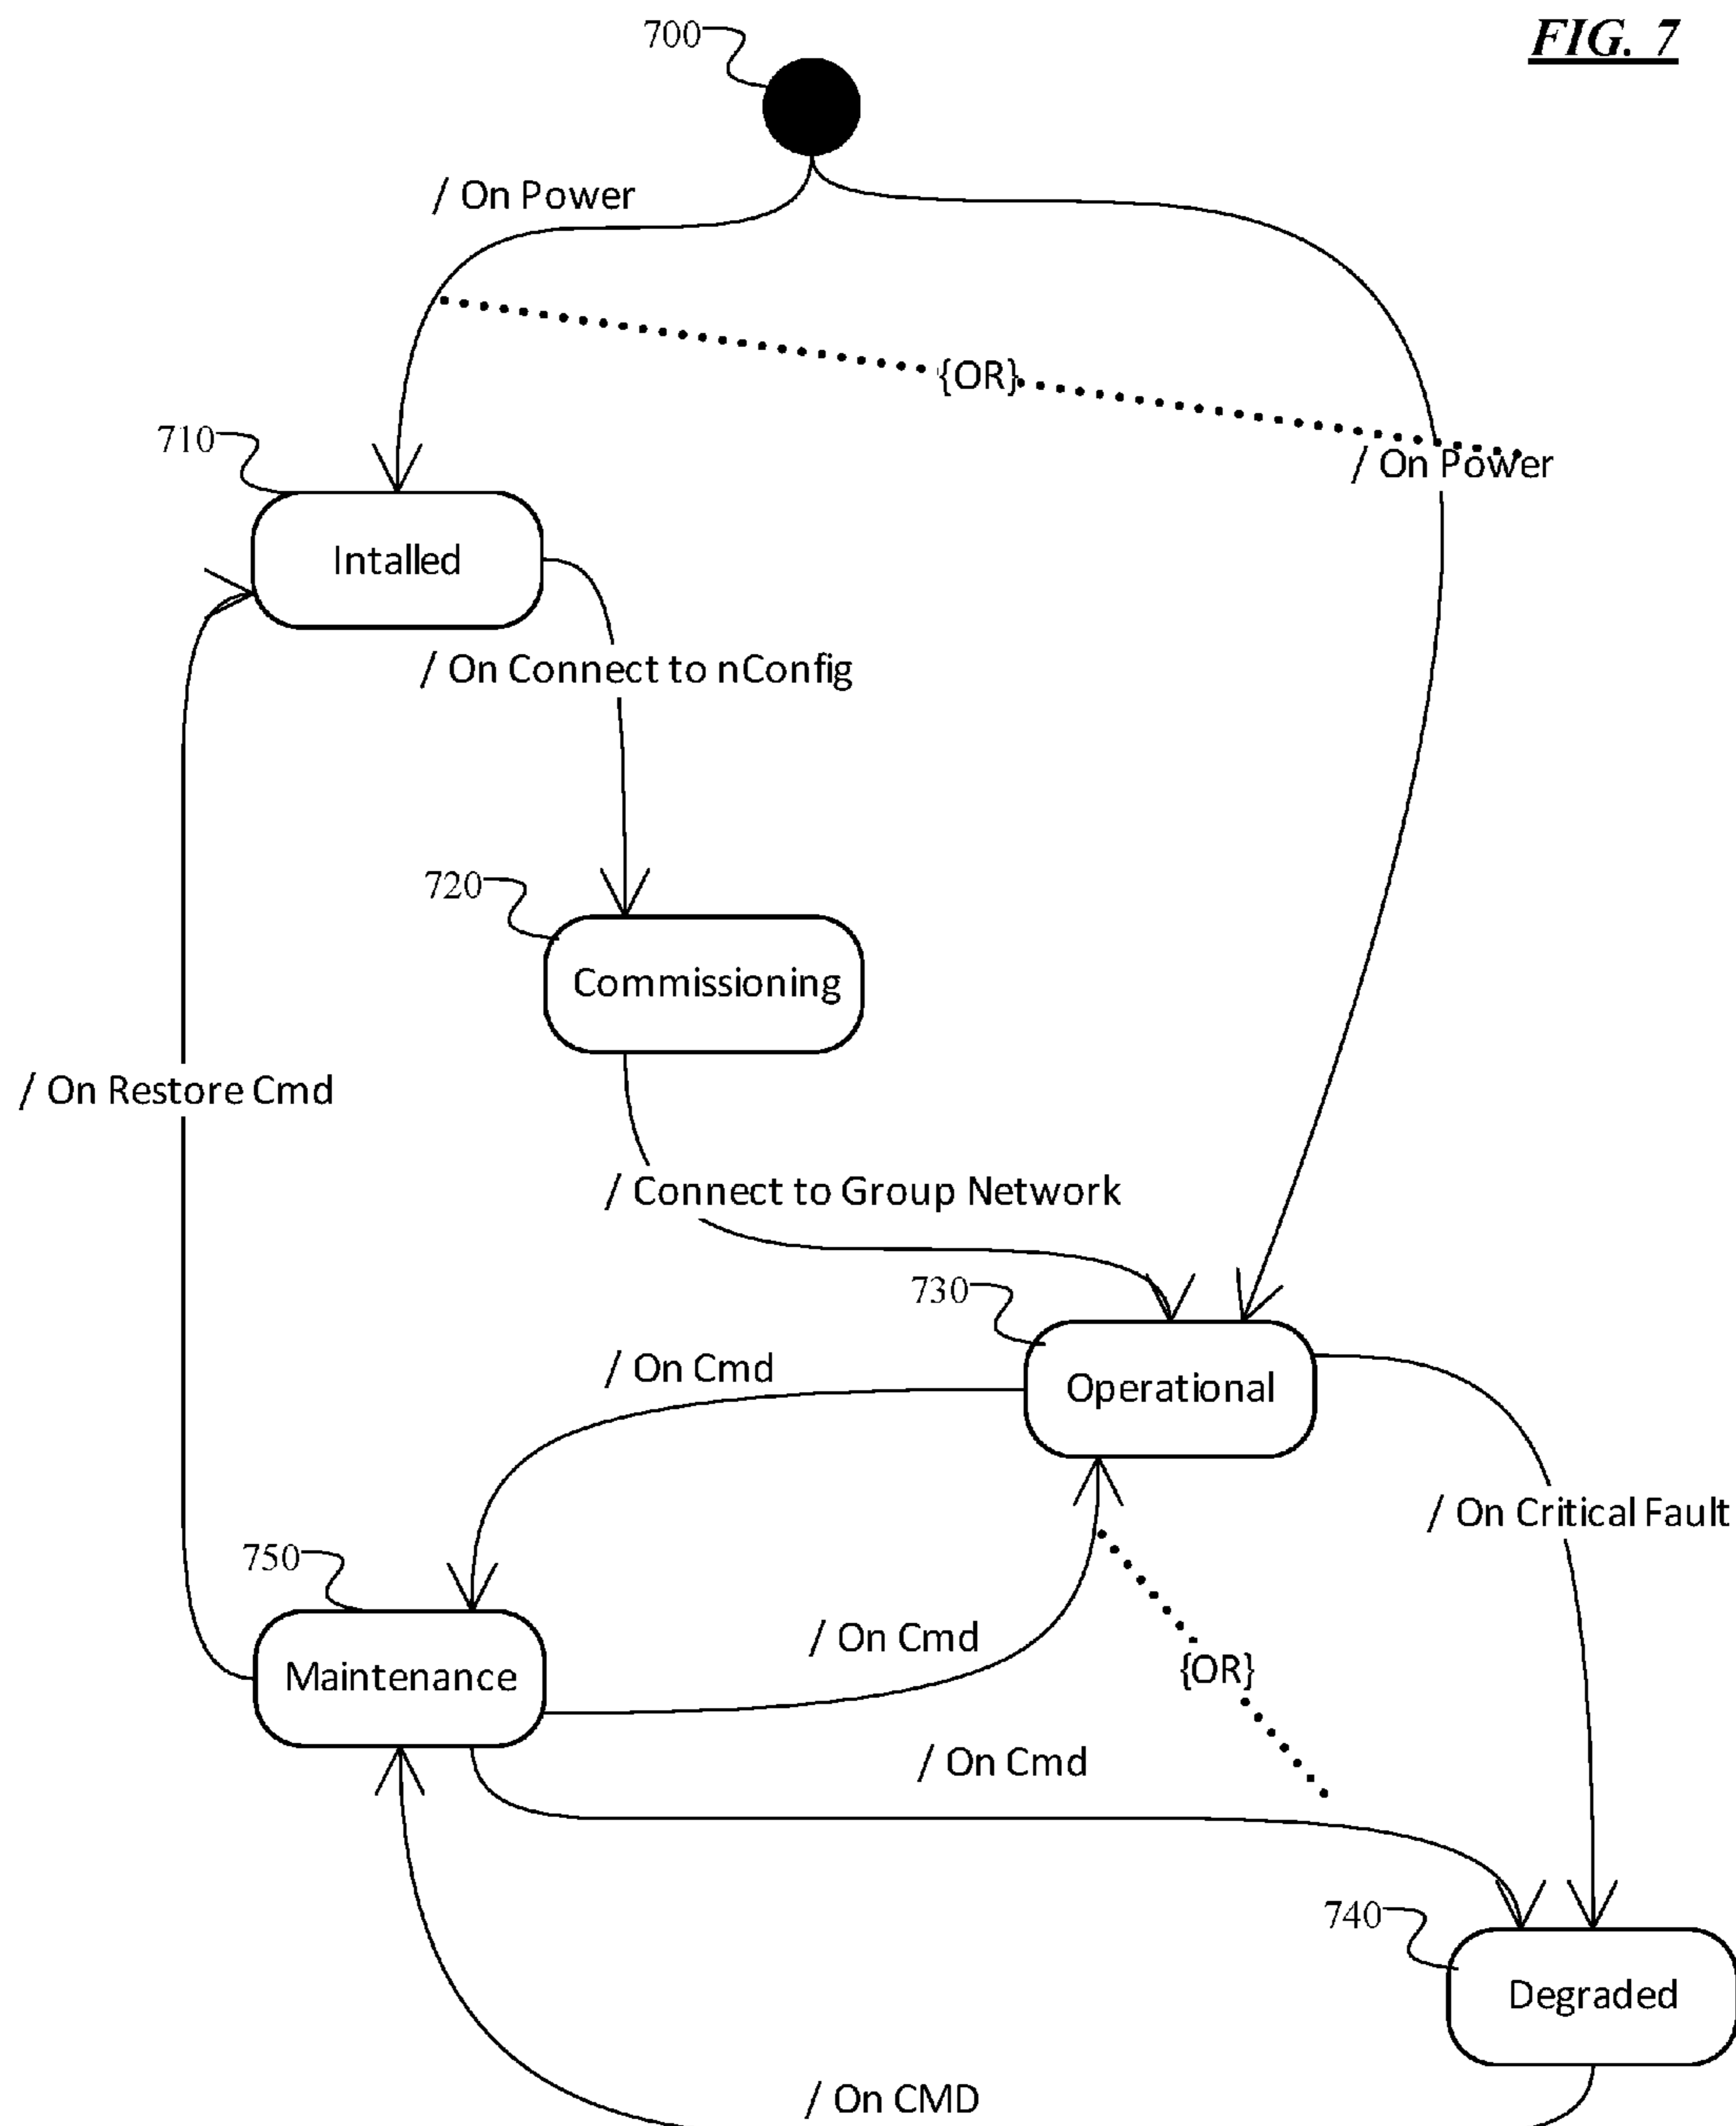 FIG. 7
700
/ On Power
{OR}
/ On Power
710
Intalled
/ On Connect to nConfig
720
Commissioning
/ On Restore Cmd
/ Connect to Group Network
730
/ On Cmd
Operational
/ On Critical Fault
750
/ On Cmd
{OR}
Maintenance
/ On Cmd
740
Degraded
/ On CMD